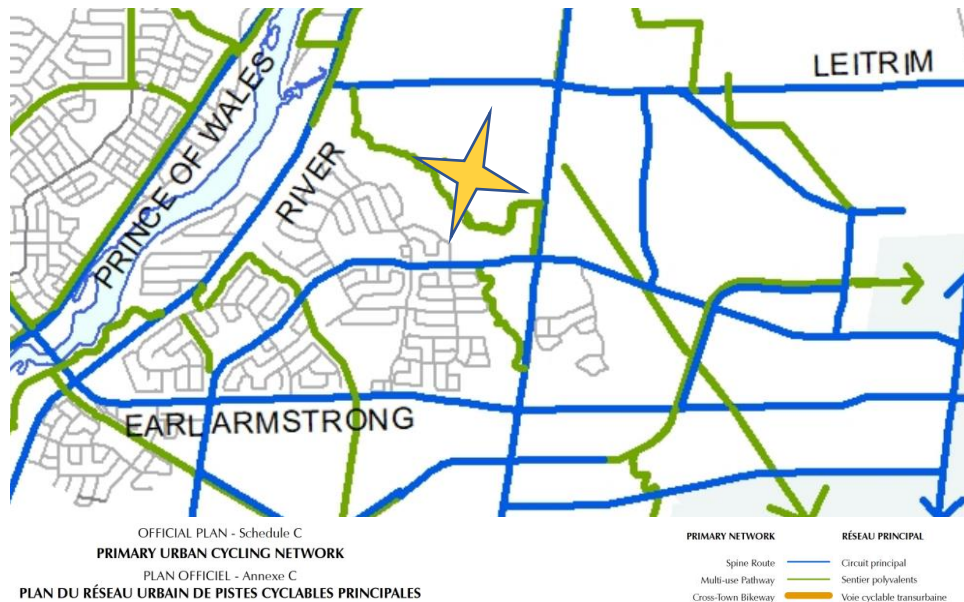 LEITRIM
PRINCE OF WALES
RIVER
EARL ARMSTRONG
OFFICIAL PLAN - Schedule C
PRIMARY URBAN CYCLING NETWORK
PLAN OFFICIEL - Annexe C
PLAN DU RÉSEAU URBAIN DE PISTES CYCLABLES PRINCIPALES
PRIMARY NETWORK RÉSEAU PRINCIPAL
Spine Route Circuit principal
Multi-use Pathway Sentier polyvalents
Cross-Town Bikeway Voie cyclable transurbaine